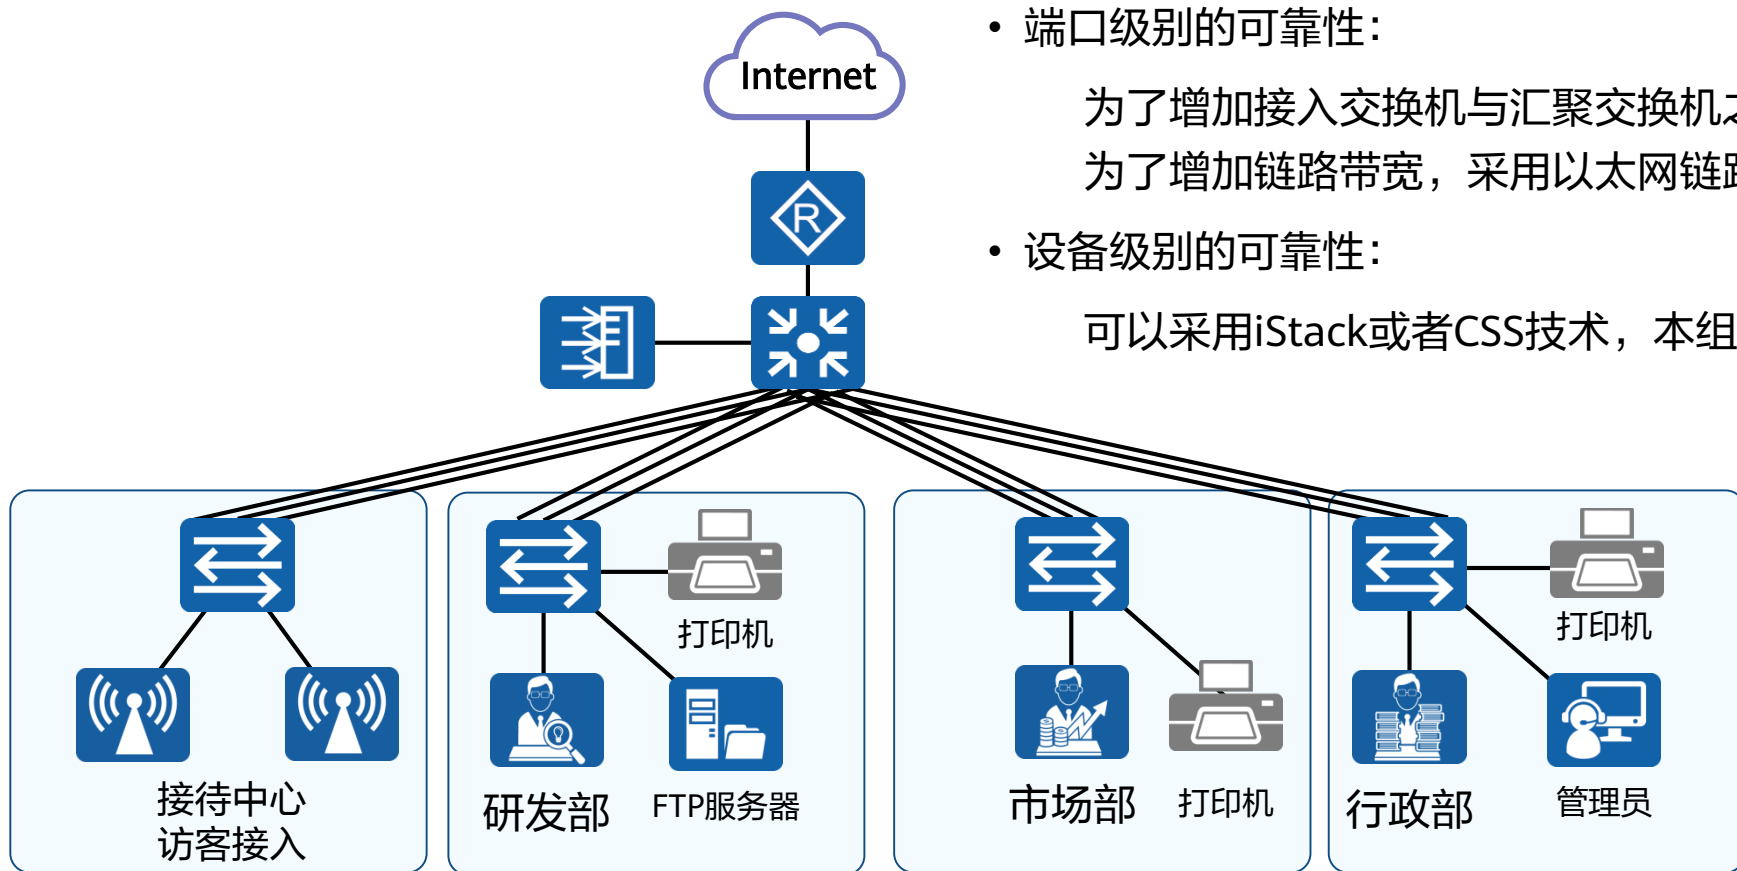 Internet
R
• 端口级别的可靠性：
为了增加接入交换机与汇聚交换机
为了增加链路带宽，采用以太网链
• 设备级别的可靠性：
可以采用iStack或者CSS技术，本组
打印机
打印机
接待中心
访客接入
研发部
FTP服务器
市场部
打印机
行政部
管理员